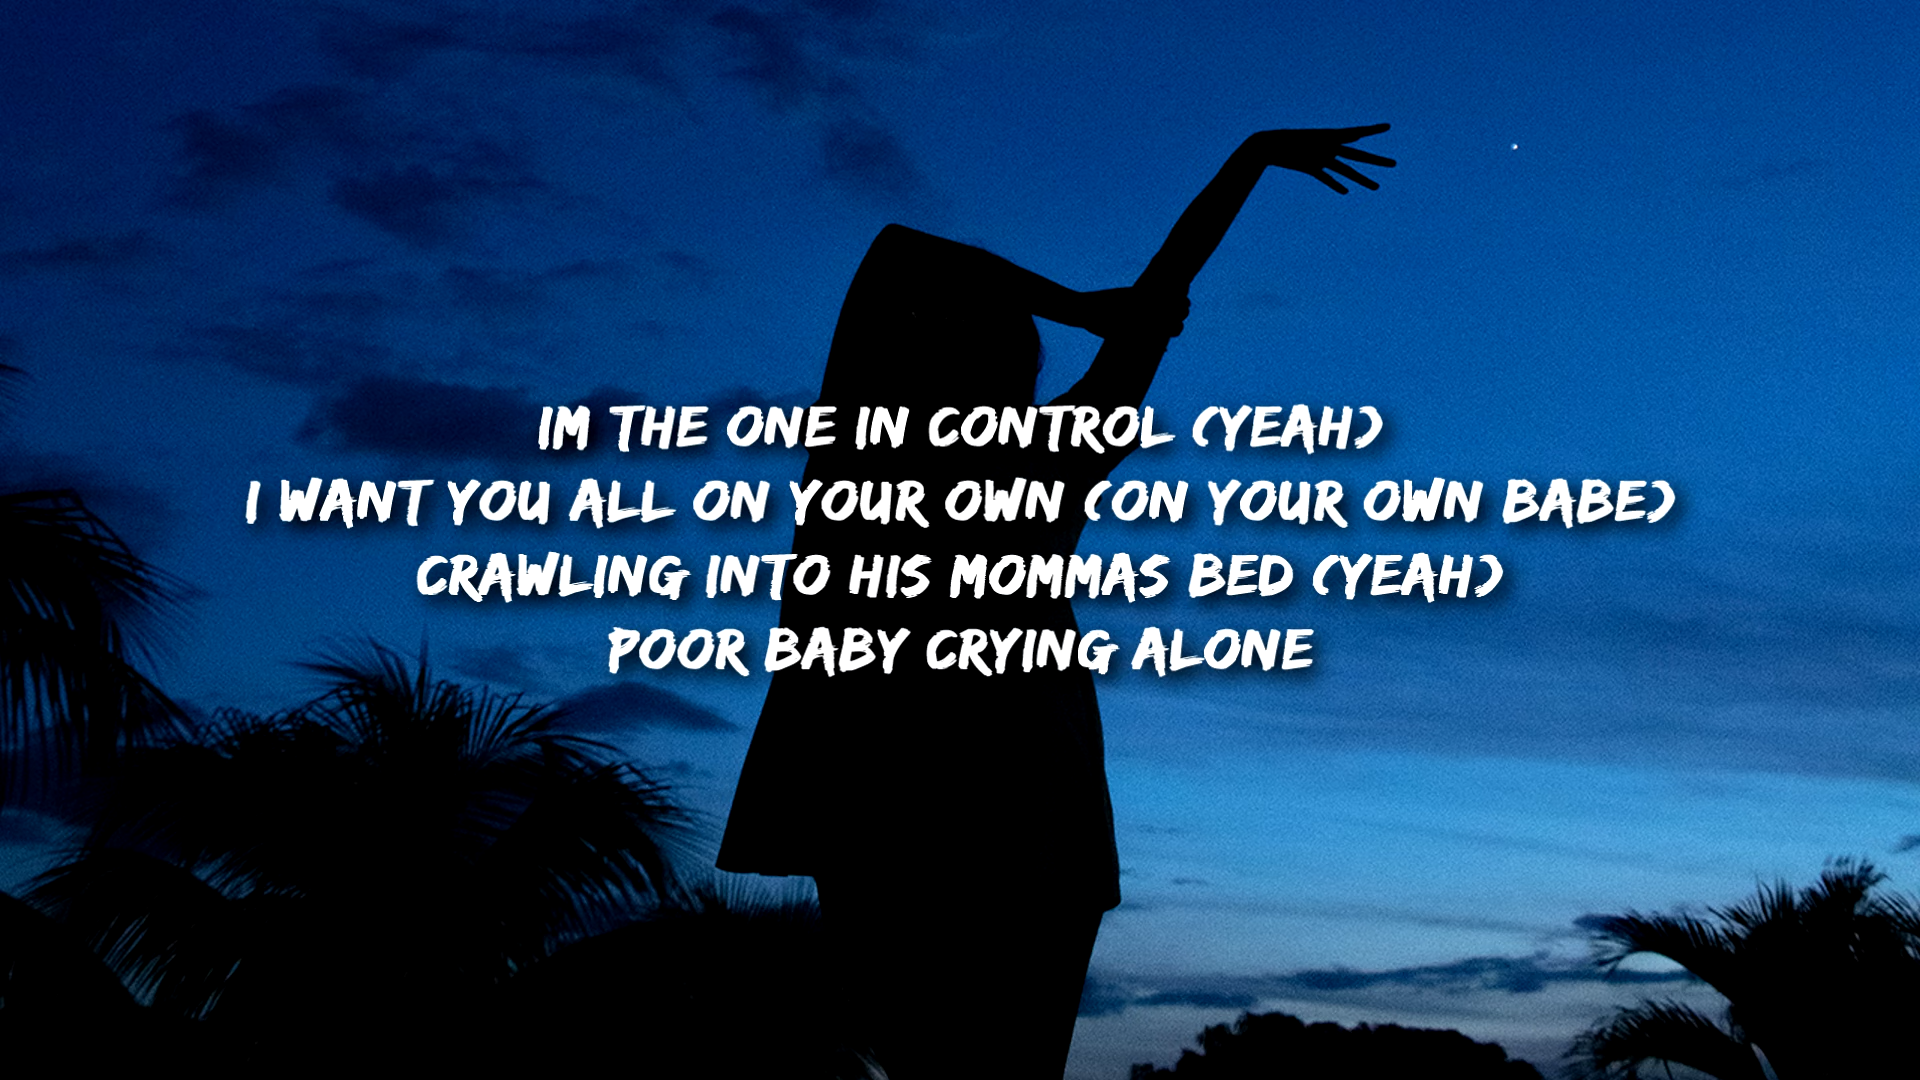 IM THE ONE IN CONTROL (YEAH)
I WANT YOU ALL ON YOUR OWN (ON YOUR OWN BABE)
CRAWLING INTO HIS MOMMAS BED (YEAH)
POOR BABY CRYING ALONE